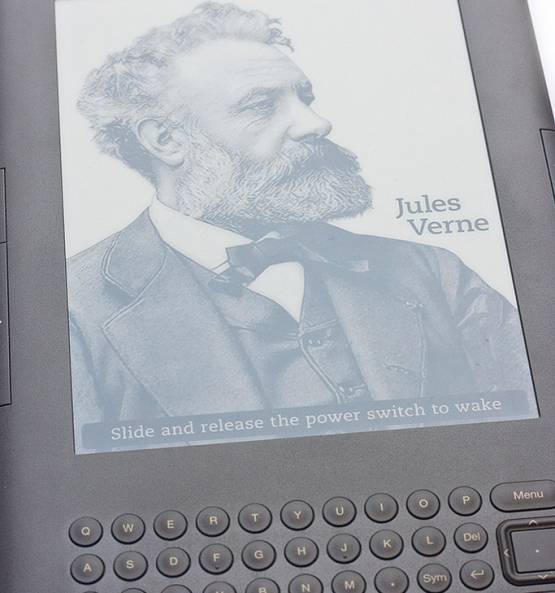 Jules
Verne
Slide and release the power switch to wake
Q W E R T Y U I O P Menu
A S D F G H J K L Del
B N M . Sym